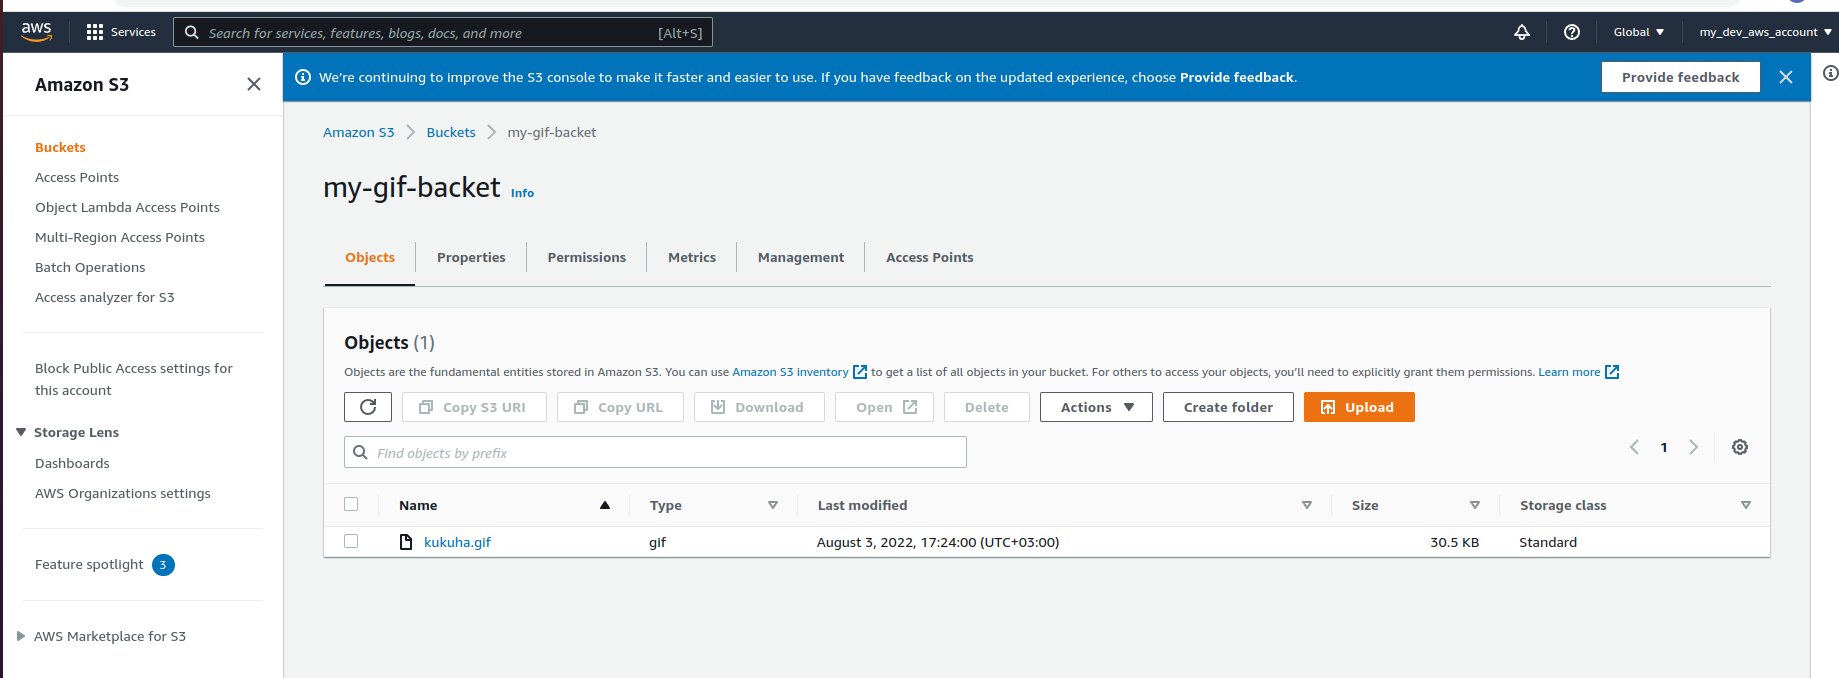 aws Services Search for services, features, blogs, docs, and more [Alt+S] Global my_dev_aws_account
Amazon S3
Buckets
Access Points
Object Lambda Access Points
Multi-Region Access Points
Batch Operations
Access analyzer for S3
Block Public Access settings for
this account
Storage Lens
Dashboards
AWS Organizations settings
Feature spotlight 3
AWS Marketplace for S3
We're continuing to improve the S3 console to make it faster and easier to use. If you have feedback on the updated experience, choose Provide feedback. Provide feedback
Amazon S3 Buckets my-gif-backet
my-gif-backet Info
Objects Properties Permissions Metrics Management Access Points
Objects (1)
Objects are the fundamental entities stored in Amazon S3. You can use Amazon S3 inventory to get a list of all objects in your bucket. For others to access your objects, you'll need to explicitly grant them permissions. Learn more
Copy S3 URI Copy URL Download Open Delete Actions Create folder Upload
Find objects by prefix 1
Name Type Last modified Size Storage class
kukuha.gif gif August 3, 2022, 17:24:00 (UTC+03:00) 30.5 KB Standard